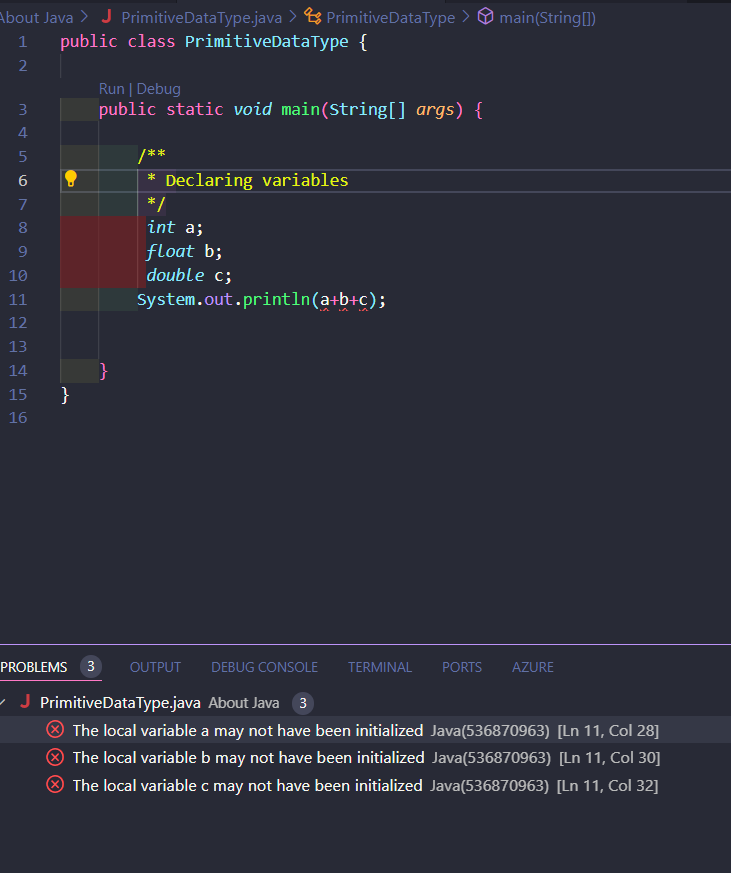 About Java > J PrimitiveDataType.java > PrimitiveDataType > main(String[])
1 public class PrimitiveDataType {
2
Run | Debug
3 public static void main(String[] args) {
4
5 /**
6 * Declaring variables
7 */
8 int a;
9 float b;
10 double c;
11 System.out.println(a+b+c);
12
13
14 }
15 }
16
PROBLEMS 3 OUTPUT DEBUG CONSOLE TERMINAL PORTS AZURE
J PrimitiveDataType.java About Java 3
The local variable a may not have been initialized Java(536870963) [Ln 11, Col 28]
The local variable b may not have been initialized Java(536870963) [Ln 11, Col 30]
The local variable c may not have been initialized Java(536870963) [Ln 11, Col 32]